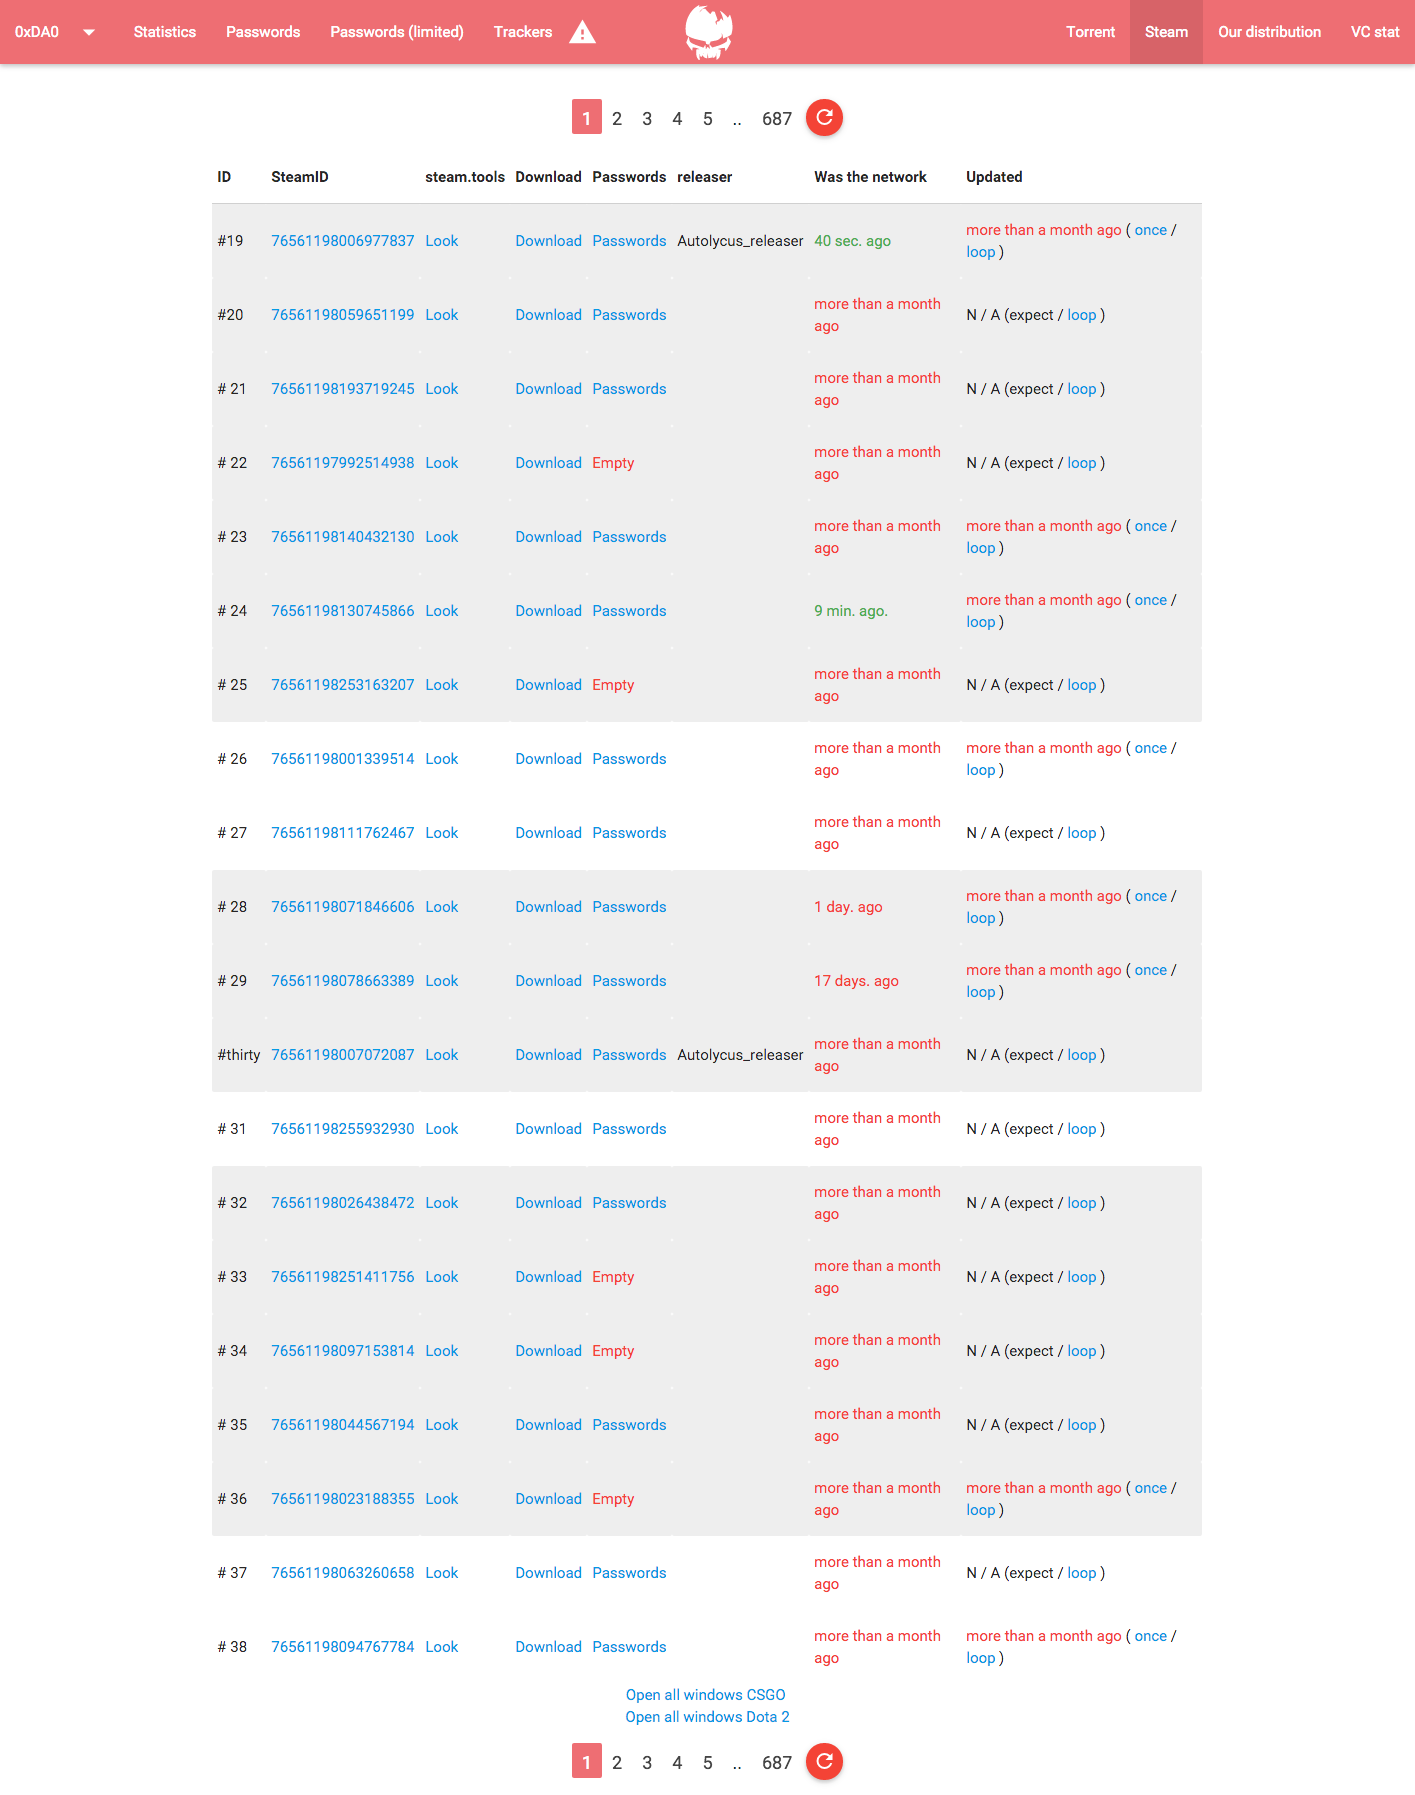 0xDA0 Statistics Passwords Passwords (limited) Trackers Torrent Steam Our distribution VC stat
1 2 3 4 5 .. 687
ID SteamID steam.tools Download Passwords releaser Was the network Updated
#19 76561198006977837 Look Download Passwords Autolycus_releaser 40 sec. ago more than a month ago ( once /
loop )
#20 76561198059651199 Look Download Passwords more than a month
ago N / A (expect / loop )
# 21 76561198193719245 Look Download Passwords more than a month
ago N / A (expect / loop )
# 22 76561197992514938 Look Download Empty more than a month
ago N / A (expect / loop )
# 23 76561198140432130 Look Download Passwords more than a month
ago more than a month ago ( once /
loop )
# 24 76561198130745866 Look Download Passwords 9 min. ago. more than a month ago ( once /
loop )
# 25 76561198253163207 Look Download Empty more than a month
ago N / A (expect / loop )
# 26 76561198001339514 Look Download Passwords more than a month
ago more than a month ago ( once /
loop )
# 27 76561198111762467 Look Download Passwords more than a month
ago N / A (expect / loop )
# 28 76561198071846606 Look Download Passwords 1 day. ago more than a month ago ( once /
loop )
# 29 76561198078663389 Look Download Passwords 17 days. ago more than a month ago ( once /
loop )
#thirty 76561198007072087 Look Download Passwords Autolycus_releaser more than a month
ago N / A (expect / loop )
# 31 76561198255932930 Look Download Passwords more than a month
ago N / A (expect / loop )
# 32 76561198026438472 Look Download Passwords more than a month
ago N / A (expect / loop )
# 33 76561198251411756 Look Download Empty more than a month
ago N / A (expect / loop )
# 34 76561198097153814 Look Download Empty more than a month
ago N / A (expect / loop )
# 35 76561198044567194 Look Download Passwords more than a month
ago N / A (expect / loop )
# 36 76561198023188355 Look Download Empty more than a month
ago more than a month ago ( once /
loop )
# 37 76561198063260658 Look Download Passwords more than a month
ago N / A (expect / loop )
# 38 76561198094767784 Look Download Passwords more than a month
ago more than a month ago ( once /
loop )
Open all windows CSGO
Open all windows Dota 2
1 2 3 4 5 .. 687